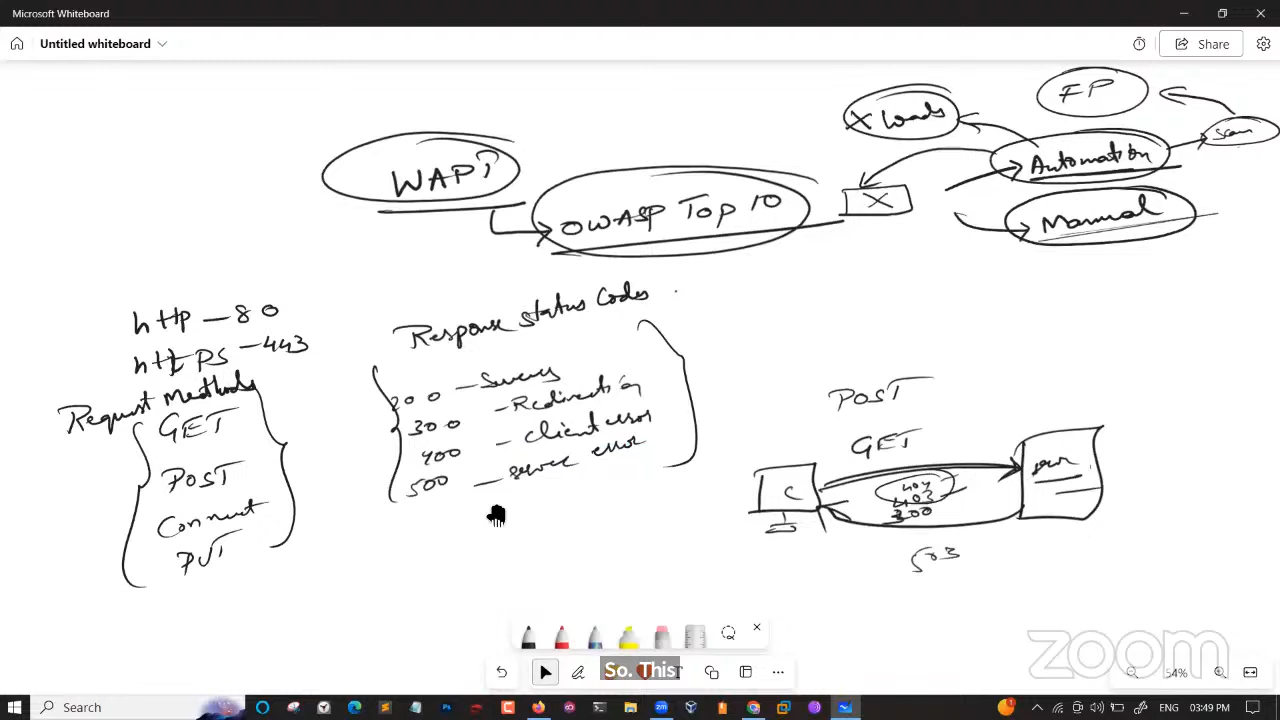 Microsoft Whiteboard
Untitled whiteboard
Share
WAPT
OWASP Top 10
X
X loads
FP
Scan
Automation
Manual
http - 80
https - 443
Request Methods
GET
POST
Connect
PUT
Response Status Codes
200 - Success
300 - Redirection
400 - client error
500 - server error
POST
GET
C
404
403
300
503
zoom
So. This
54%
Search
ENG
03:49 PM